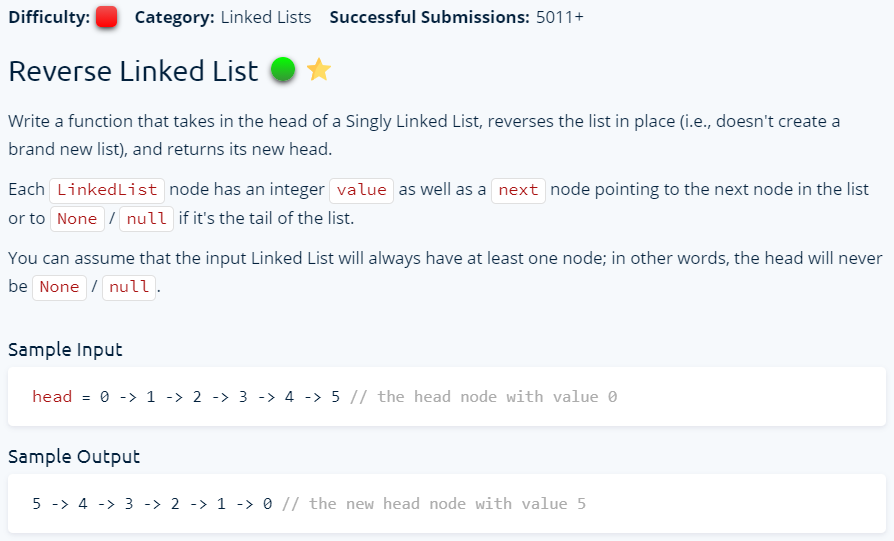 Difficulty: Category: Linked Lists Successful Submissions: 5011+
Reverse Linked List
Write a function that takes in the head of a Singly Linked List, reverses the list in place (i.e., doesn't create a
brand new list), and returns its new head.
Each LinkedList node has an integer value as well as a next node pointing to the next node in the list
or to None / null if it's the tail of the list.
You can assume that the input Linked List will always have at least one node; in other words, the head will never
be None / null.
Sample Input
head = 0 -> 1 -> 2 -> 3 -> 4 -> 5 // the head node with value 0
Sample Output
5 -> 4 -> 3 -> 2 -> 1 -> 0 // the new head node with value 5